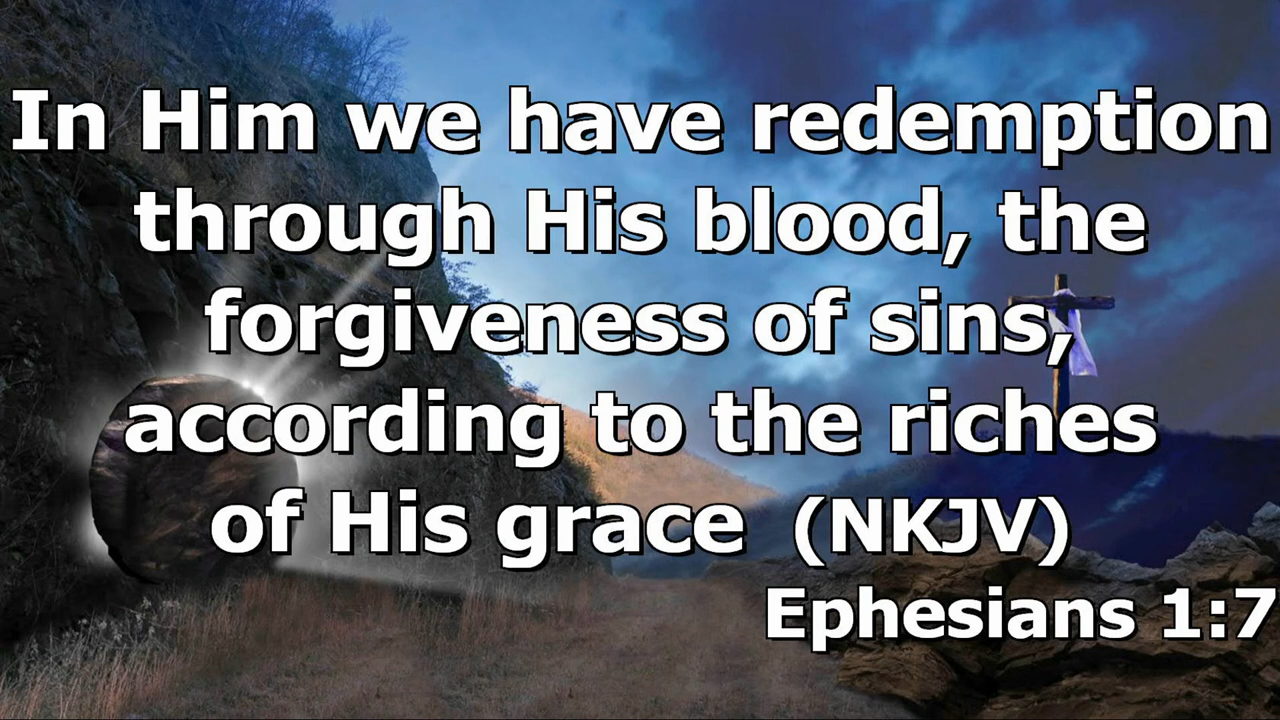 In Him we have redemption
through His blood, the
forgiveness of sins,
according to the riches
of His grace (NKJV)
Ephesians 1:7